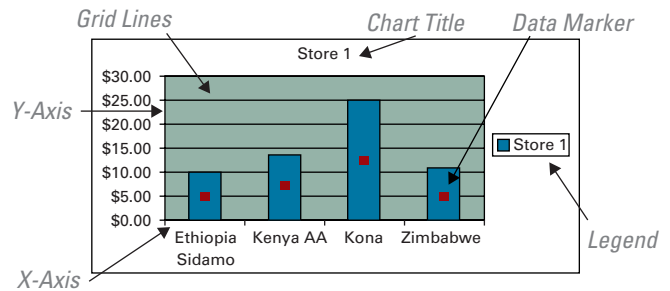 Grid Lines
Chart Title
Data Marker
Store 1
$30.00
$25.00
Y-Axis
$20.00
$15.00
Store 1
$10.00
$5.00
$0.00
Ethiopia Sidamo
Kenya AA
Kona
Zimbabwe
Legend
X-Axis